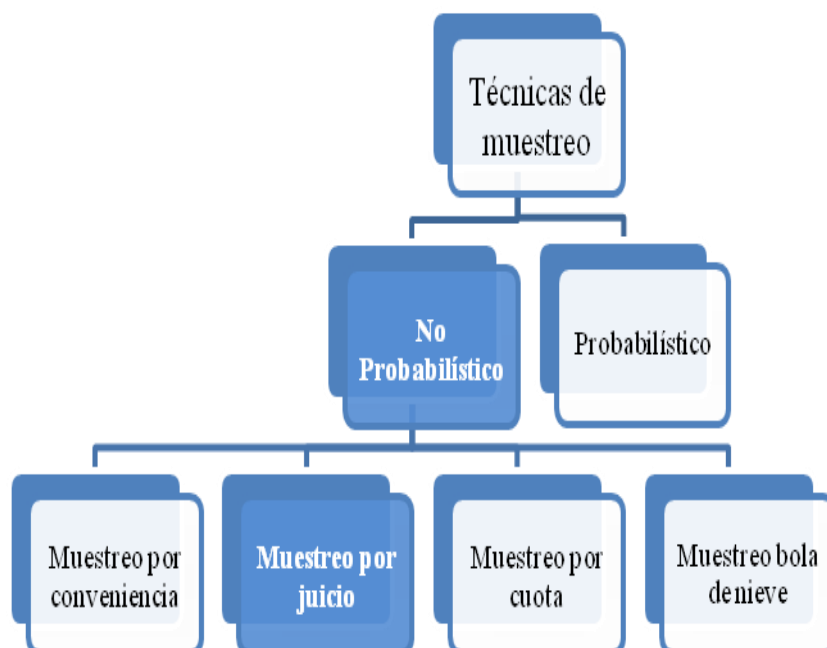 Técnicas de
muestreo
No
Probabilístico
Probabilístico
Muestreo por
conveniencia
Muestreo por
juicio
Muestreo por
cuota
Muestreo bola
de nieve